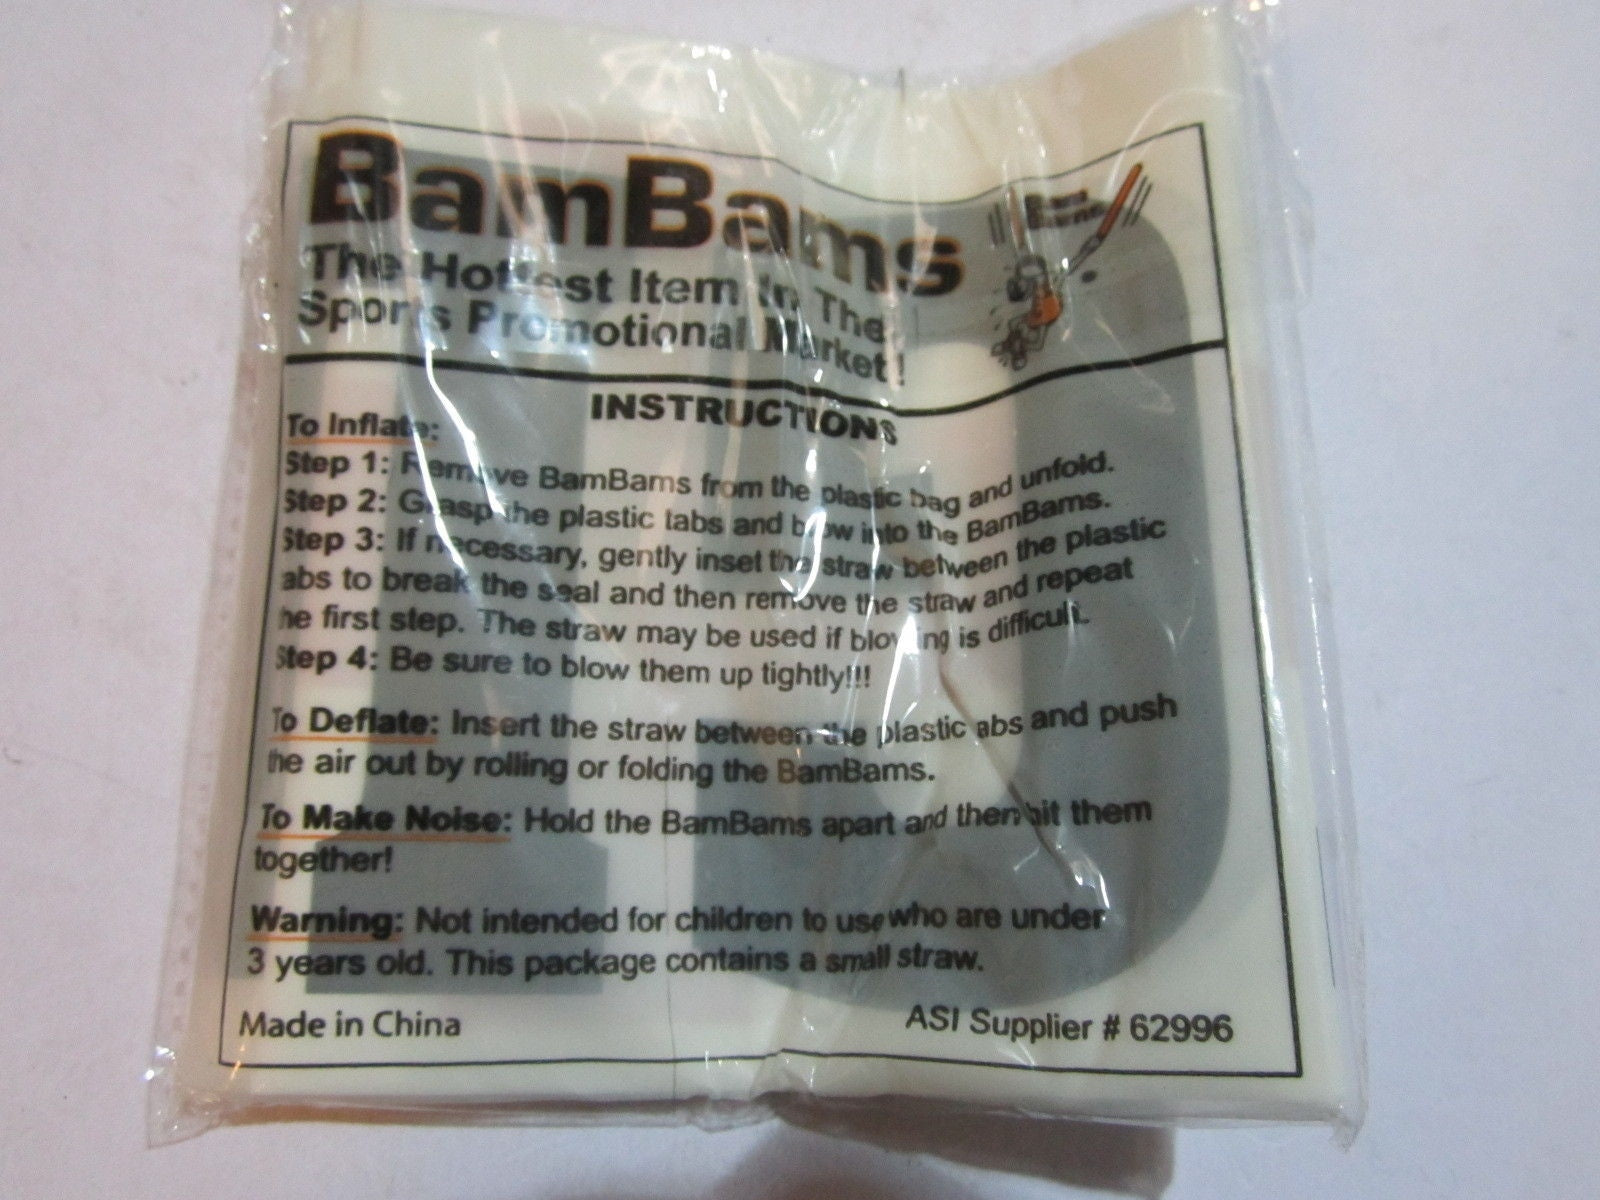 BamBams
The Hottest Item In The
Sports Promotional Market!
INSTRUCTIONS
To Inflate:
Step 1: Remove BamBams from the plastic bag and unfold.
Step 2: Grasp the plastic tabs and blow into the BamBams.
Step 3: If necessary, gently inset the straw between the plastic
abs to break the seal and then remove the straw and repeat
he first step. The straw may be used if blowing is difficult.
Step 4: Be sure to blow them up tightly!!!
To Deflate: Insert the straw between the plastic abs and push
the air out by rolling or folding the BamBams.
To Make Noise: Hold the BamBams apart and then hit them
together!
Warning: Not intended for children to use who are under
3 years old. This package contains a small straw.
Made in China
ASI Supplier # 62996